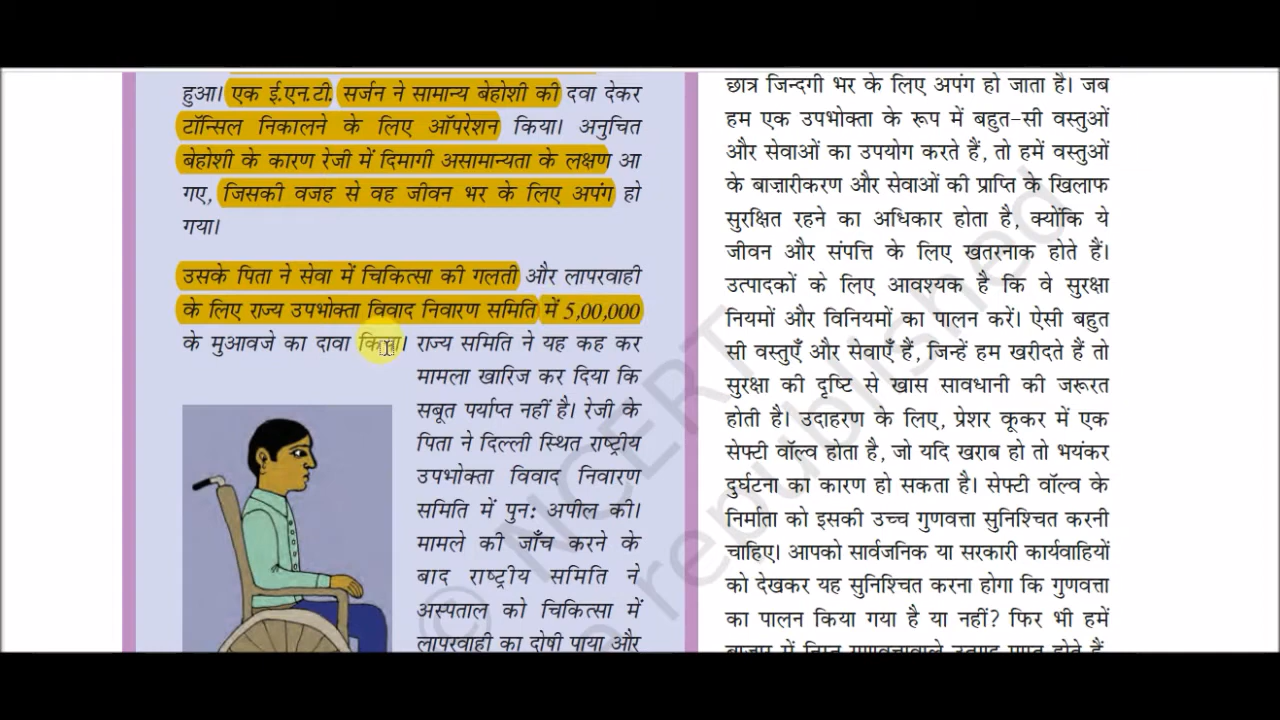 हुआ। एक ई.एन.टी. सर्जन ने सामान्य बेहोशी की दवा देकर
टॉन्सिल निकालने के लिए ऑपरेशन किया। अनुचित
बेहोशी के कारण रेजी में दिमागी असामान्यता के लक्षण आ
गए, जिसकी वजह से वह जीवन भर के लिए अपंग हो
गया।
उसके पिता ने सेवा में चिकित्सा की गलती और लापरवाही
के लिए राज्य उपभोक्ता विवाद निवारण समिति में 5,00,000
के मुआवजे का दावा किया। राज्य समिति ने यह कह कर
मामला खारिज कर दिया कि
सबूत पर्याप्त नहीं है। रेजी के
पिता ने दिल्ली स्थित राष्ट्रीय
उपभोक्ता विवाद निवारण
समिति में पुन: अपील की।
मामले की जाँच करने के
बाद राष्ट्रीय समिति ने
अस्पताल को चिकित्सा में
लापरवाही का दोषी पाया और
छात्र जिन्दगी भर के लिए अपंग हो जाता है। जब
हम एक उपभोक्ता के रूप में बहुत-सी वस्तुओं
और सेवाओं का उपयोग करते हैं, तो हमें वस्तुओं
के बाज़ारीकरण और सेवाओं की प्राप्ति के खिलाफ
सुरक्षित रहने का अधिकार होता है, क्योंकि ये
जीवन और संपत्ति के लिए खतरनाक होते हैं।
उत्पादकों के लिए आवश्यक है कि वे सुरक्षा
नियमों और विनियमों का पालन करें। ऐसी बहुत
सी वस्तुएँ और सेवाएँ हैं, जिन्हें हम खरीदते हैं तो
सुरक्षा की दृष्टि से खास सावधानी की जरूरत
होती है। उदाहरण के लिए, प्रेशर कूकर में एक
सेफ्टी वॉल्व होता है, जो यदि खराब हो तो भयंकर
दुर्घटना का कारण हो सकता है। सेफ्टी वॉल्व के
निर्माता को इसकी उच्च गुणवत्ता सुनिश्चित करनी
चाहिए। आपको सार्वजनिक या सरकारी कार्यवाहियों
को देखकर यह सुनिश्चित करना होगा कि गुणवत्ता
का पालन किया गया है या नहीं? फिर भी हमें
© NCERT
republished